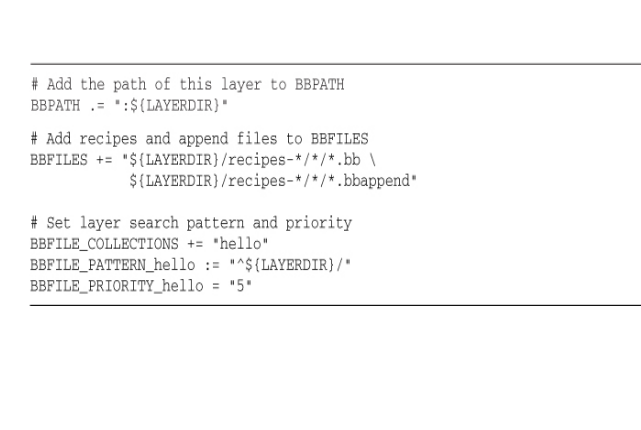 # Add the path of this layer to BBPATH
BBPATH .= ":${LAYERDIR}"
# Add recipes and append files to BBFILES
BBFILES += "${LAYERDIR}/recipes-*/*/*.bb \
${LAYERDIR}/recipes-*/*/*.bbappend"
# Set layer search pattern and priority
BBFILE_COLLECTIONS += "hello"
BBFILE_PATTERN_hello := "^${LAYERDIR}/"
BBFILE_PRIORITY_hello = "5"